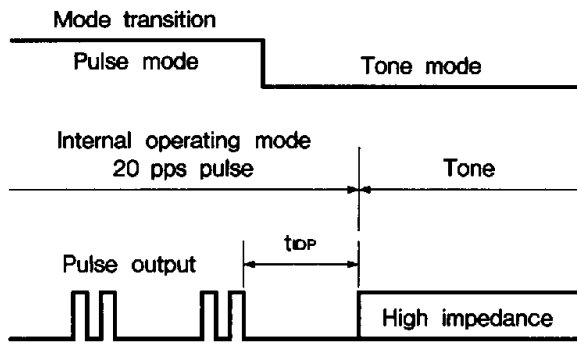 Mode transition
Pulse mode
Tone mode
Internal operating mode
20 pps pulse
Tone
tIDP
Pulse output
High impedance